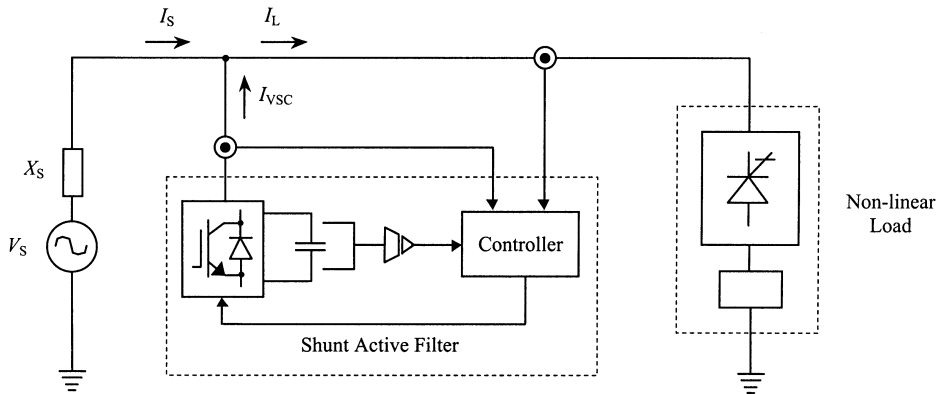 I_S
I_L
I_VSC
X_S
V_S
Controller
Non-linear
Load
Shunt Active Filter